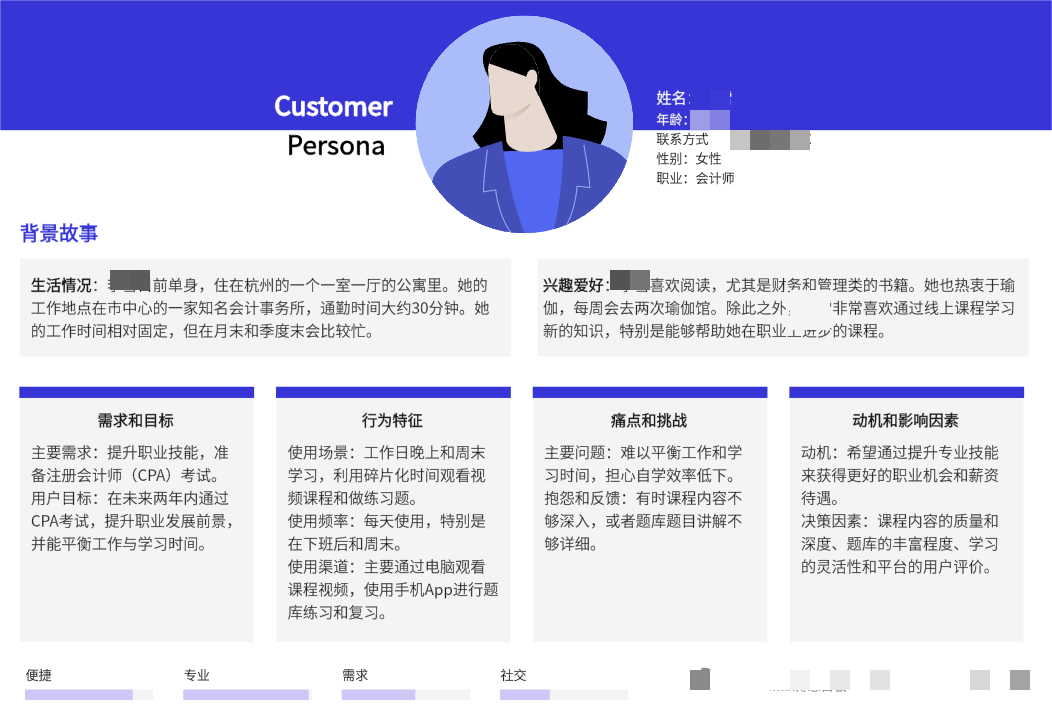 Customer
Persona
姓名:
年龄:
联系方式
性别：女性
职业：会计师
背景故事
生活情况：前单身，住在杭州的一个一室一厅的公寓里。她的
工作地点在市中心的一家知名会计事务所，通勤时间大约30分钟。她
的工作时间相对固定，但在月末和季度末会比较忙。
兴趣爱好：喜欢阅读，尤其是财务和管理类的书籍。她也热衷于瑜
伽，每周会去两次瑜伽馆。除此之外，非常喜欢通过线上课程学习
新的知识，特别是能够帮助她在职业上进步的课程。
需求和目标
主要需求：提升职业技能，准
备注册会计师（CPA）考试。
用户目标：在未来两年内通过
CPA考试，提升职业发展前景，
并能平衡工作与学习时间。
行为特征
使用场景：工作日晚上和周末
学习，利用碎片化时间观看视
频课程和做练习题。
使用频率：每天使用，特别是
在下班后和周末。
使用渠道：主要通过电脑观看
课程视频，使用手机App进行题
库练习和复习。
痛点和挑战
主要问题：难以平衡工作和学
习时间，担心自学效率低下。
抱怨和反馈：有时课程内容不
够深入，或者题库题目讲解不
够详细。
动机和影响因素
动机：希望通过提升专业技能
来获得更好的职业机会和薪资
待遇。
决策因素：课程内容的质量和
深度、题库的丰富程度、学习
的灵活性和平台的用户评价。
便捷
专业
需求
社交